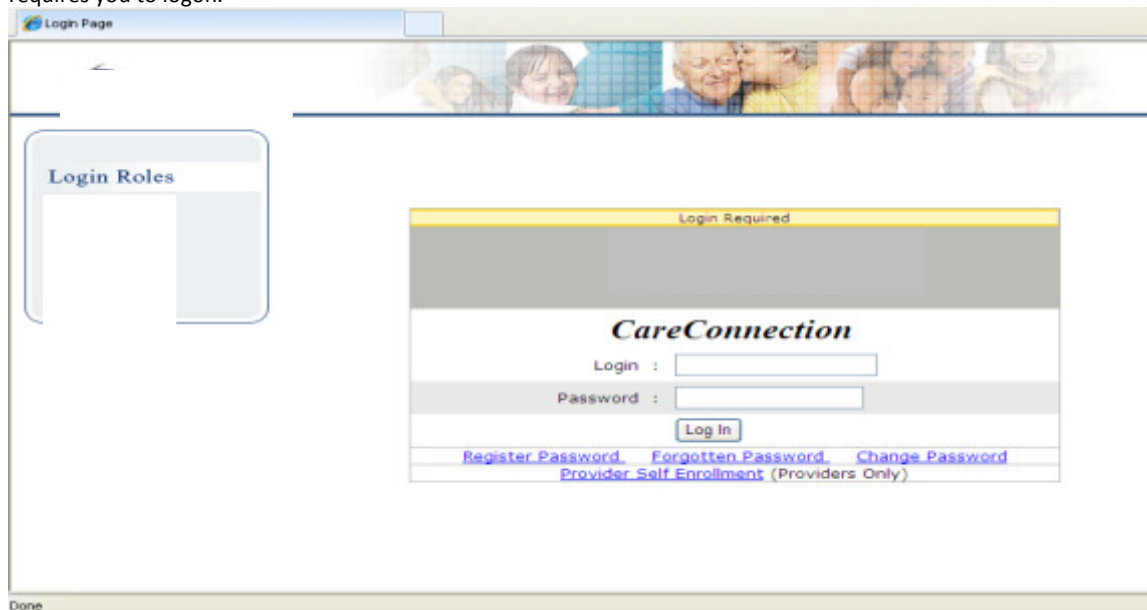 requires you to logon.
Login Page
Login Roles
Login Required
CareConnection
Login :
Password :
Log In
Register Password Forgotten Password Change Password
Provider Self Enrollment (Providers Only)
Done